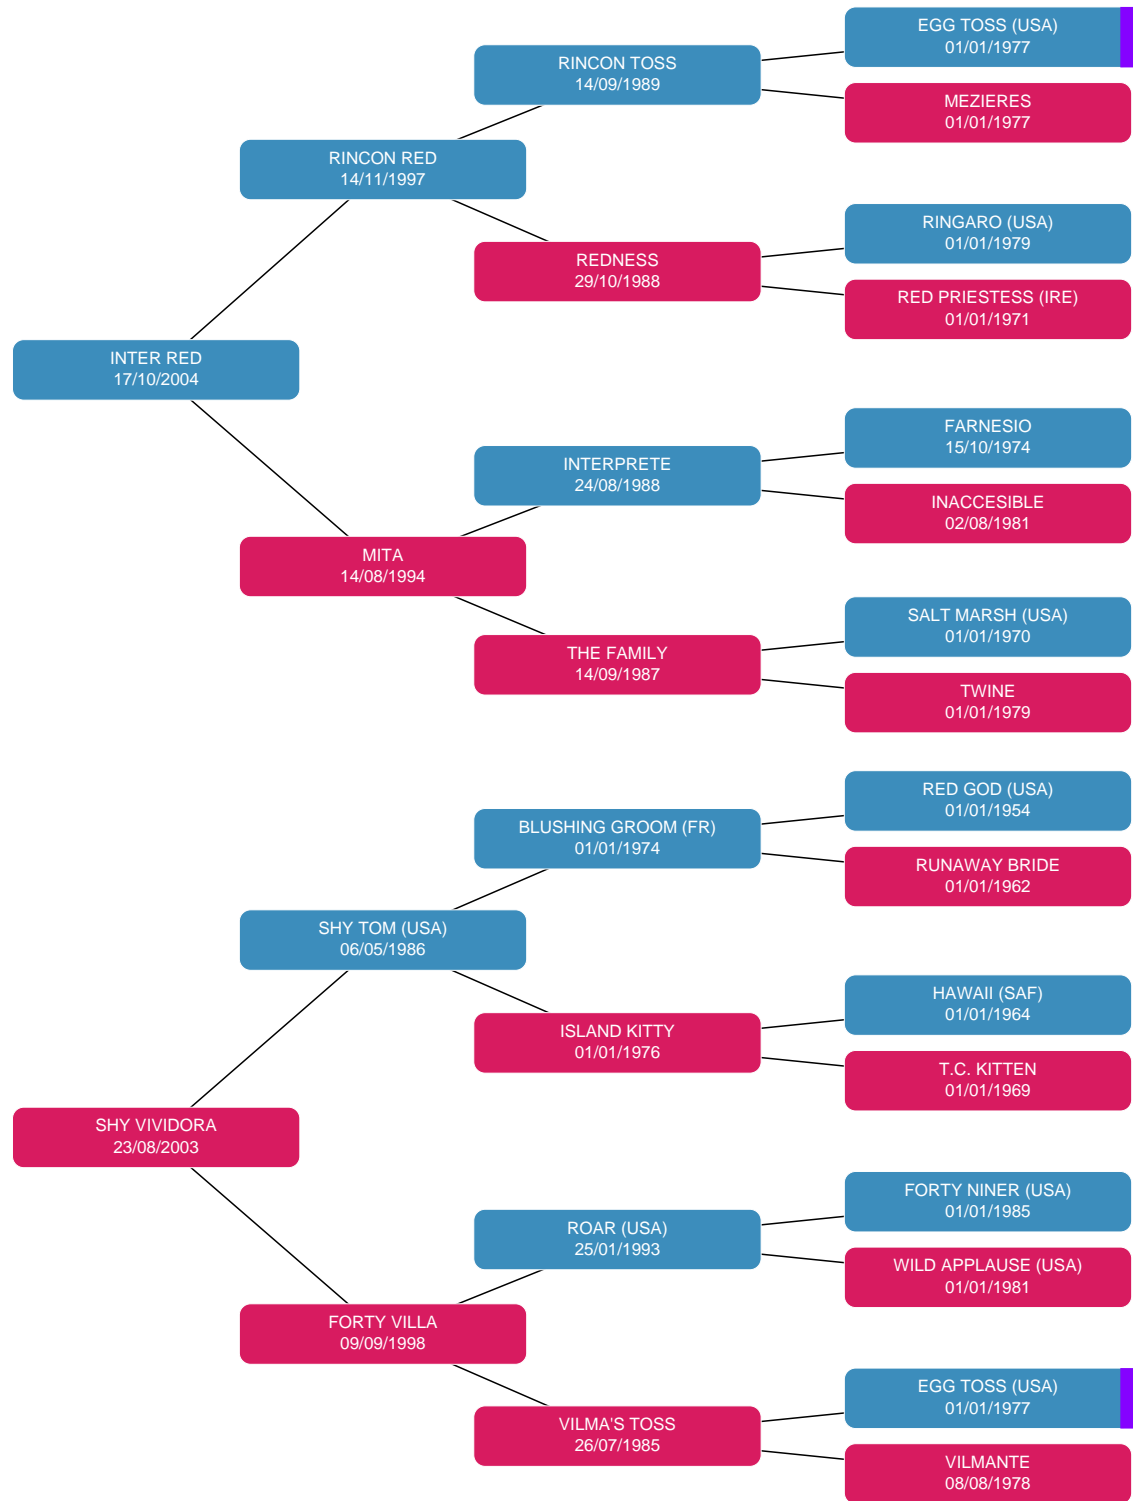 EGG TOSS (USA)
01/01/1977
RINCON TOSS
14/09/1989
MEZIERES
01/01/1977
RINCON RED
14/11/1997
RINGARO (USA)
01/01/1979
REDNESS
29/10/1988
RED PRIESTESS (IRE)
01/01/1971
INTER RED
17/10/2004
FARNESIO
15/10/1974
INTERPRETE
24/08/1988
INACCESIBLE
02/08/1981
MITA
14/08/1994
SALT MARSH (USA)
01/01/1970
THE FAMILY
14/09/1987
TWINE
01/01/1979
RED GOD (USA)
01/01/1954
BLUSHING GROOM (FR)
01/01/1974
RUNAWAY BRIDE
01/01/1962
SHY TOM (USA)
06/05/1986
HAWAII (SAF)
01/01/1964
ISLAND KITTY
01/01/1976
T.C. KITTEN
01/01/1969
SHY VIVIDORA
23/08/2003
FORTY NINER (USA)
01/01/1985
ROAR (USA)
25/01/1993
WILD APPLAUSE (USA)
01/01/1981
FORTY VILLA
09/09/1998
EGG TOSS (USA)
01/01/1977
VILMA'S TOSS
26/07/1985
VILMANTE
08/08/1978